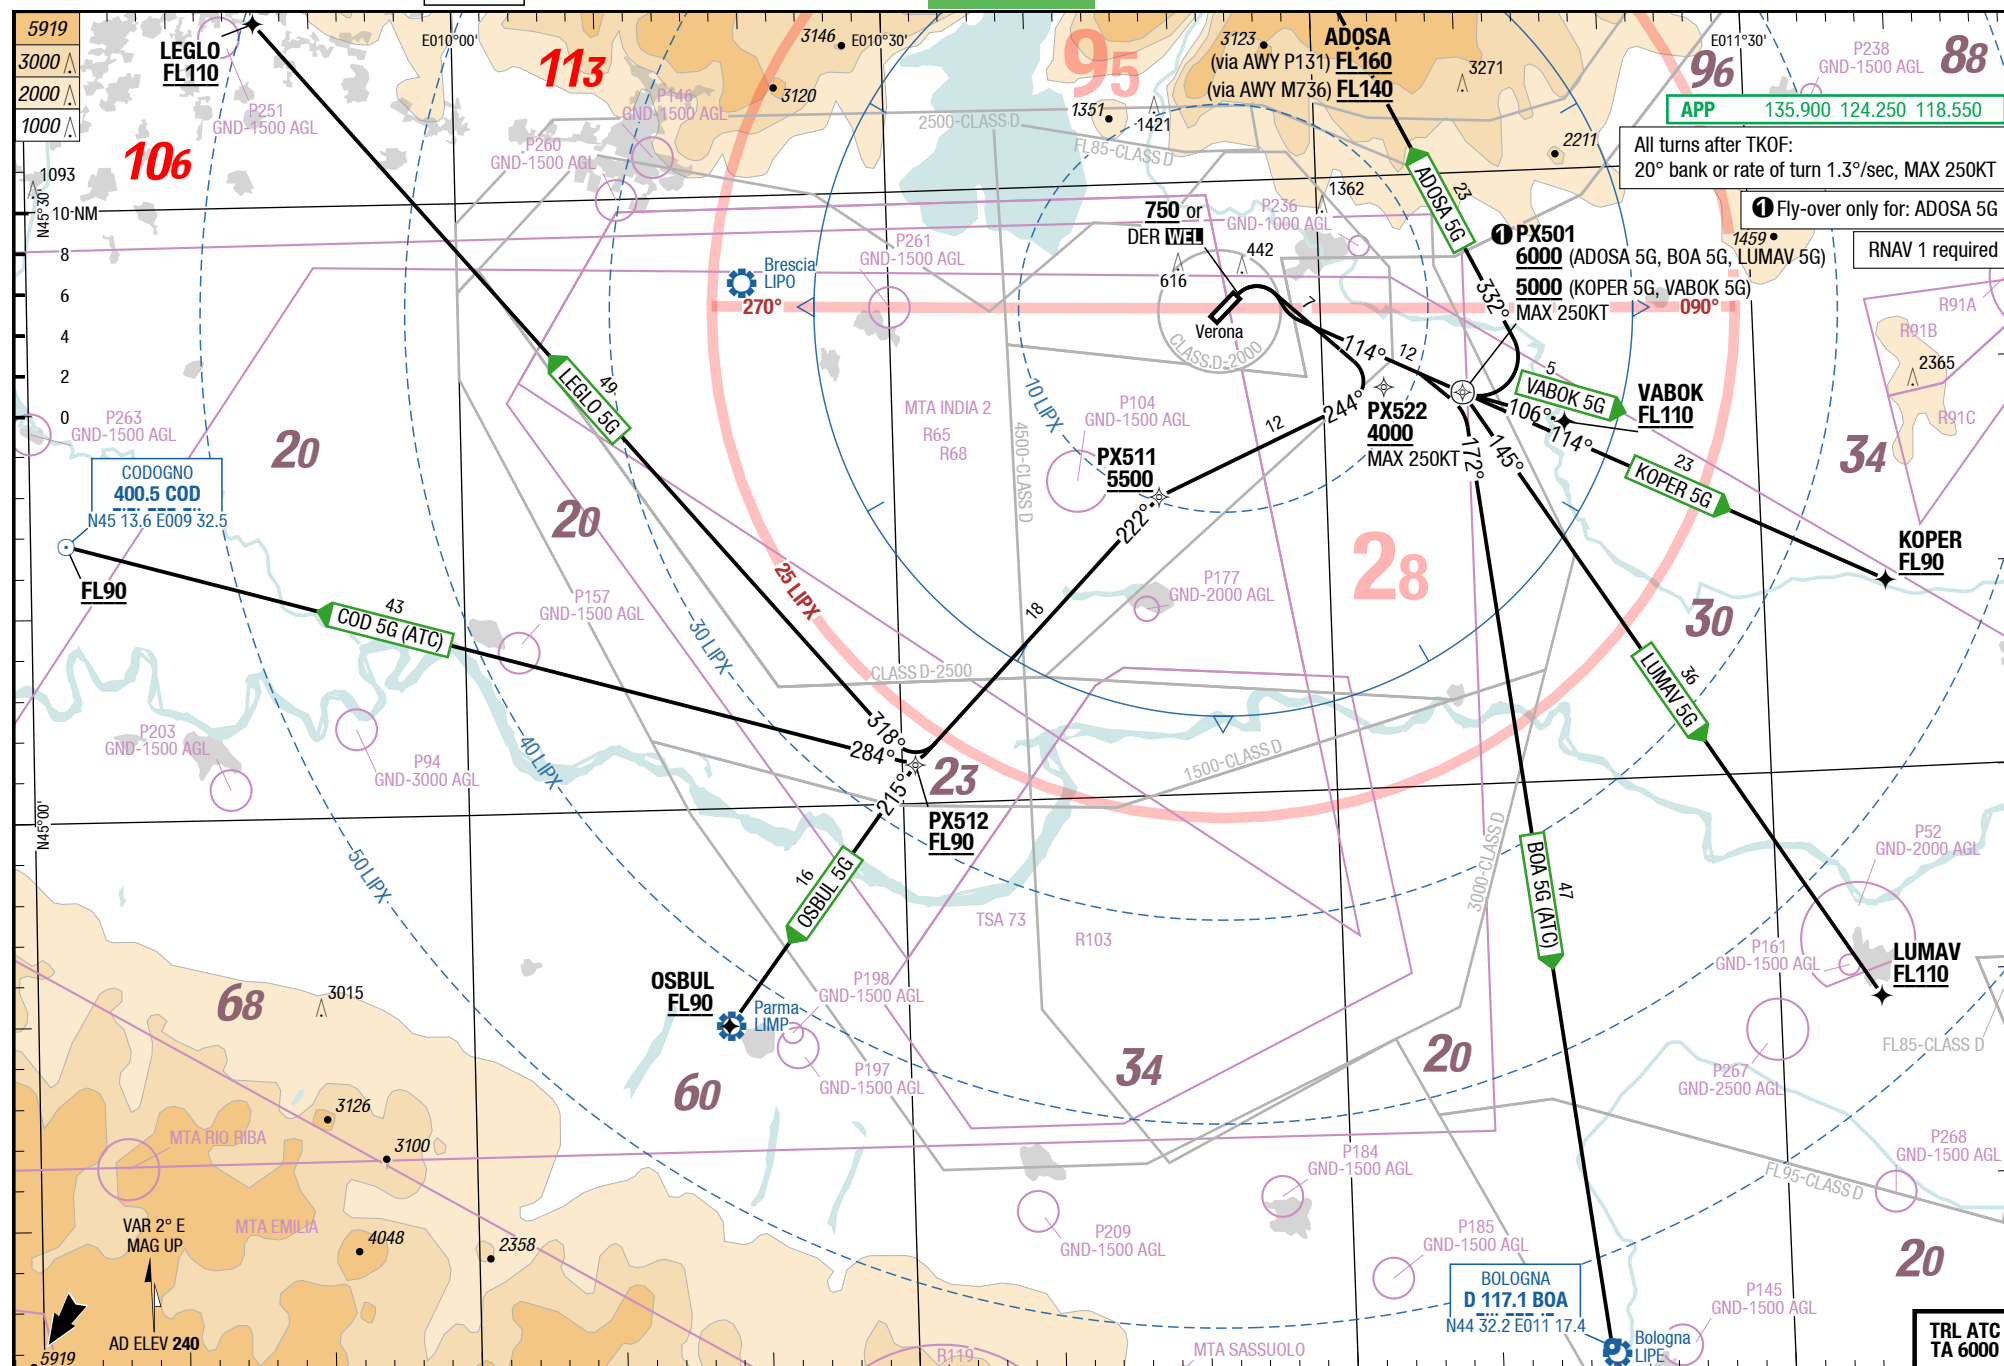 5919
3000
2000
1000
LEGLO
FL110
E010°00'
113
3146
E010°30'
3120
95
3123
ADOSA
(via AWY P131) FL160
(via AWY M736) FL140
3271
E011°30'
96
P238
GND-1500 AGL
88
APP 135.900 124.250 118.550
All turns after TKOF:
20° bank or rate of turn 1.3°/sec, MAX 250KT
1 Fly-over only for: ADOSA 5G
RNAV 1 required
P251
GND-1500 AGL
106
1093
N45°30'
10 NM
8
6
4
2
0
P146
GND-1500 AGL
P260
GND-1500 AGL
2500-CLASS D
FL85-CLASS D
1351
1421
2211
1362
P236
GND-1000 AGL
ADOSA 5G
23
332°
750 or
DER WEL
442
616
Verona
CLASS D-2000
1 PX501
6000 (ADOSA 5G, BOA 5G, LUMAV 5G)
5000 (KOPER 5G, VABOK 5G)
MAX 250KT
1459
090°
R91A
R91B
2365
R91C
34
P261
GND-1500 AGL
Brescia
LIPO
270°
7
114°
12
5
VABOK 5G
106°
114°
VABOK
FL110
23
KOPER 5G
KOPER
FL90
PX522
4000
MAX 250KT
244°
12
172°
145°
10 LIPX
P104
GND-1500 AGL
PX511
5500
222°
MTA INDIA 2
R65
R68
4500-CLASS D
49
LEGLO 5G
P263
GND-1500 AGL
20
20
CODOGNO
400.5 COD
N45 13.6 E009 32.5
FL90
43
COD 5G (ATC)
P157
GND-1500 AGL
25 LIPX
30 LIPX
40 LIPX
50 LIPX
P177
GND-2000 AGL
28
30
18
CLASS D-2500
1500-CLASS D
3000-CLASS D
36
LUMAV 5G
318°
284°
215°
23
PX512
FL90
P203
GND-1500 AGL
P94
GND-3000 AGL
N45°00'
16
OSBUL 5G
OSBUL
FL90
Parma
LIMP
P198
GND-1500 AGL
P197
GND-1500 AGL
TSA 73
R103
BOA 5G (ATC)
47
P52
GND-2000 AGL
P161
GND-1500 AGL
LUMAV
FL110
P267
GND-2500 AGL
FL85-CLASS D
68
3015
60
34
20
3126
3100
MTA RIO RIBA
MTA EMILIA
4048
2358
VAR 2° E
MAG UP
AD ELEV 240
5919
P209
GND-1500 AGL
P184
GND-1500 AGL
P185
GND-1500 AGL
P268
GND-1500 AGL
FL95-CLASS D
20
P145
GND-1500 AGL
BOLOGNA
D 117.1 BOA
N44 32.2 E011 17.4
Bologna
LIPE
R119
MTA SASSUOLO
TRL ATC
TA 6000